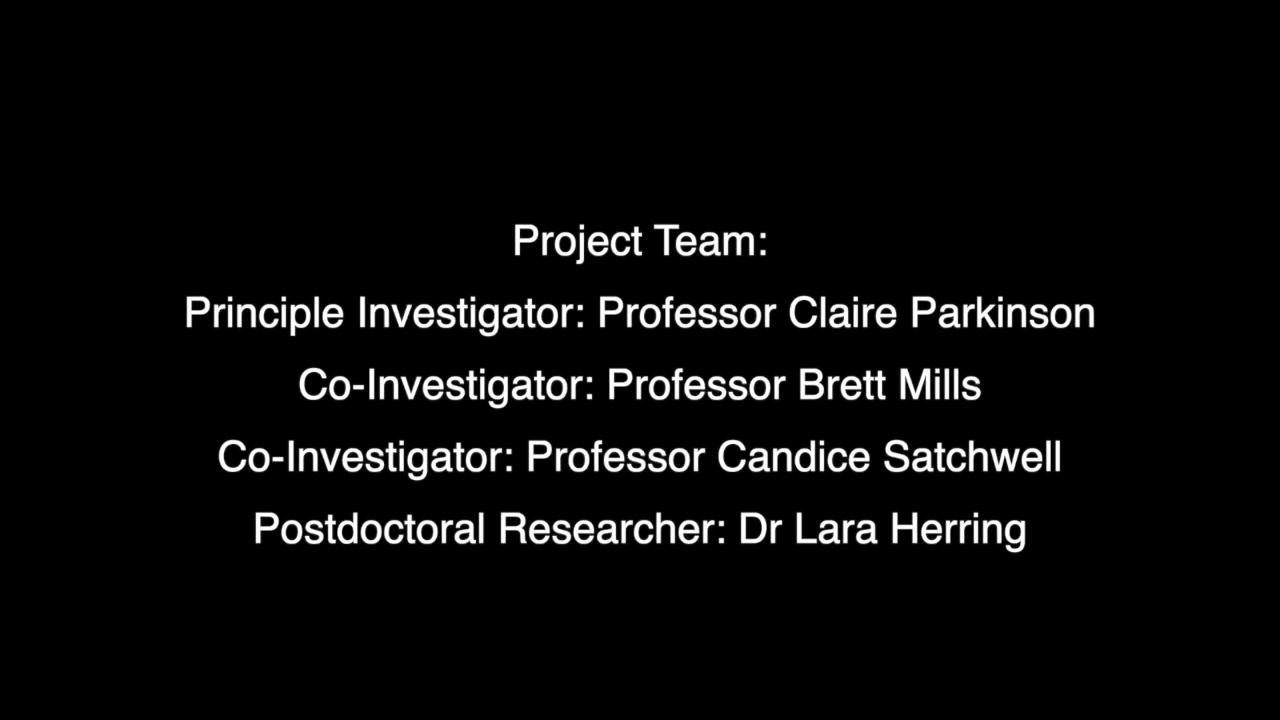 Project Team:
Principle Investigator: Professor Claire Parkinson
Co-Investigator: Professor Brett Mills
Co-Investigator: Professor Candice Satchwell
Postdoctoral Researcher: Dr Lara Herring